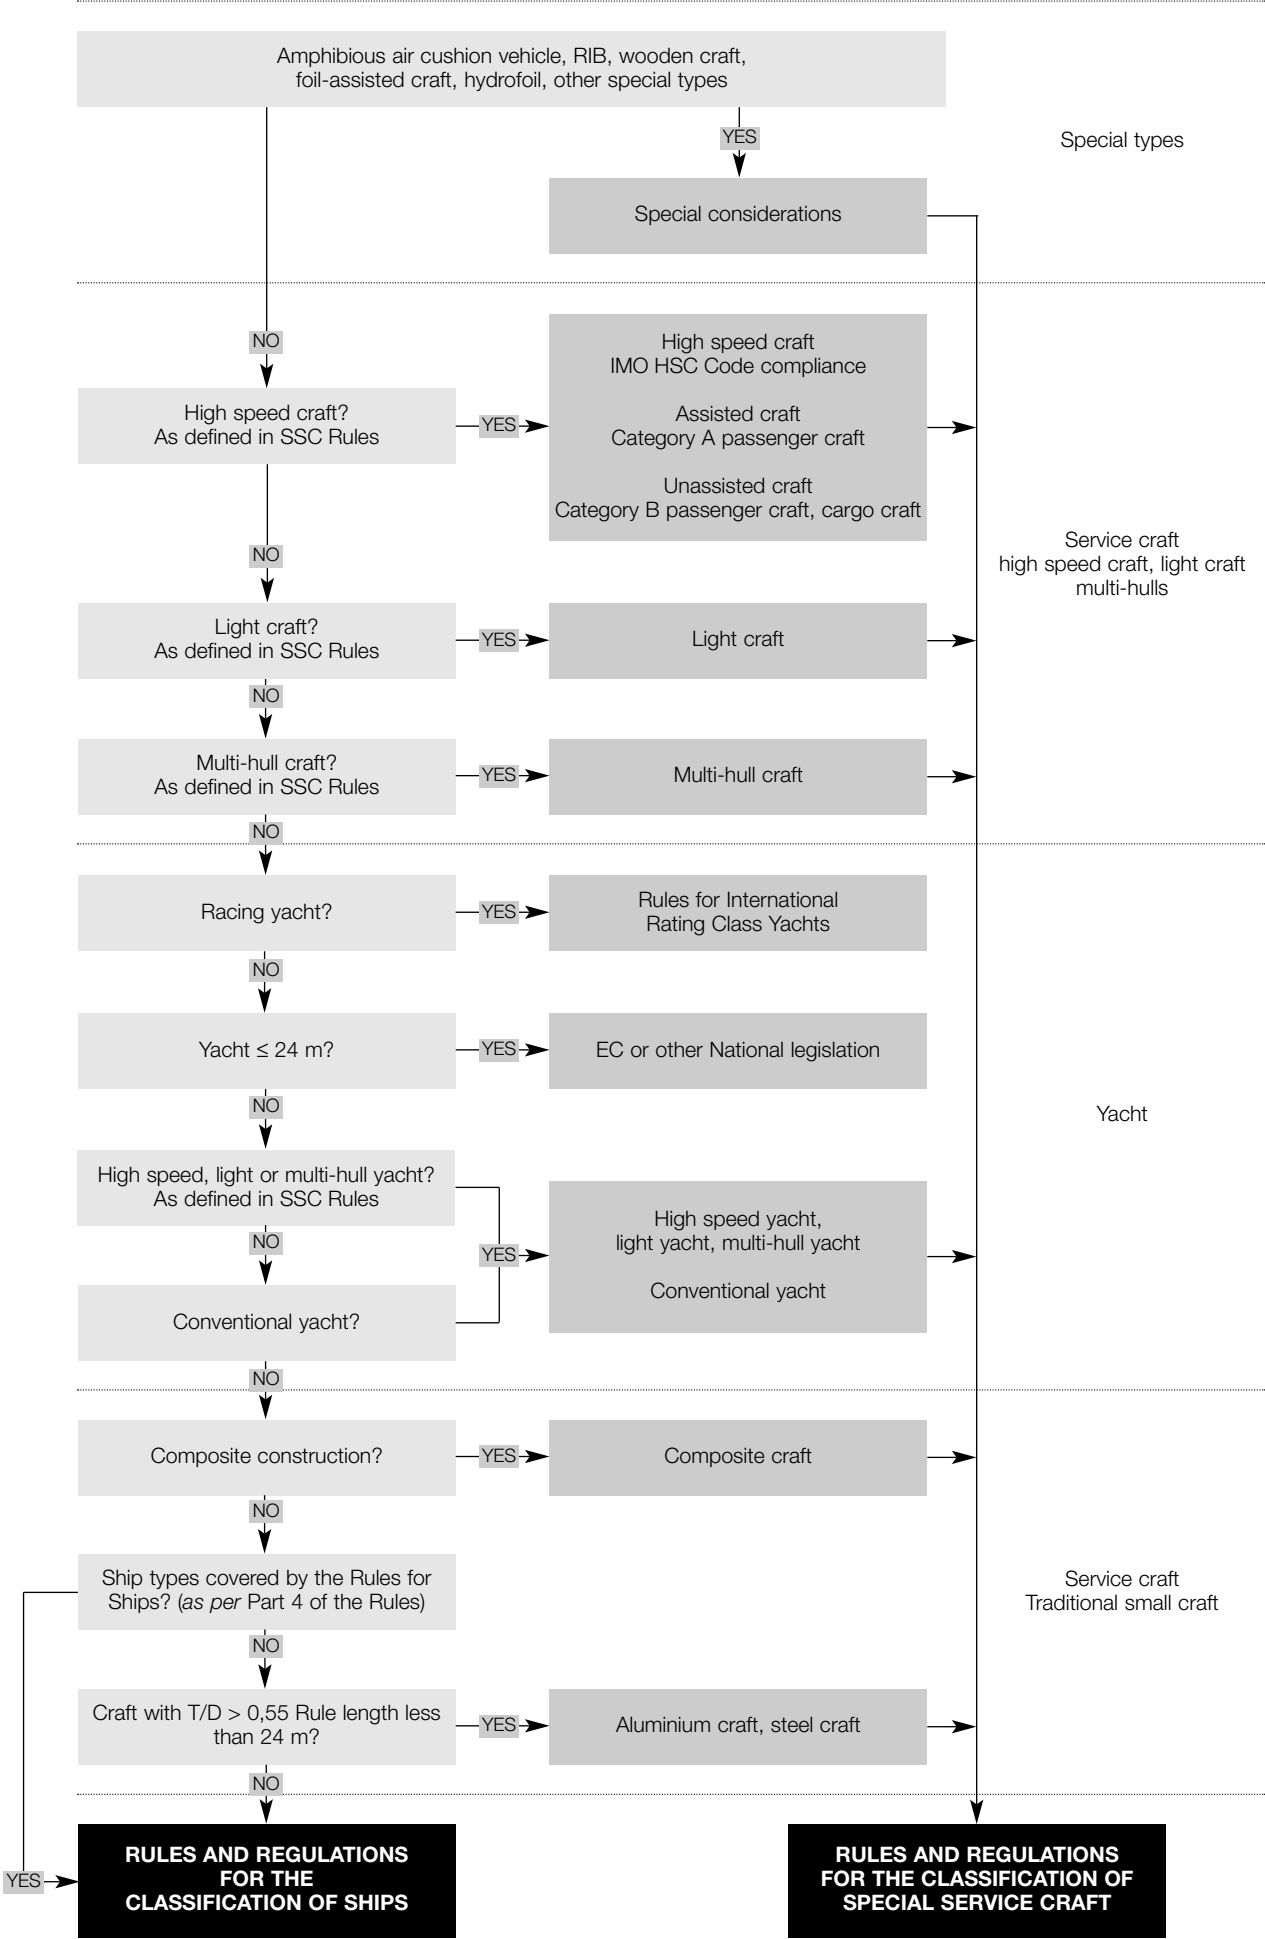 Amphibious air cushion vehicle, RIB, wooden craft,
foil-assisted craft, hydrofoil, other special types
YES
Special types
Special considerations
NO
High speed craft
IMO HSC Code compliance
Assisted craft
Category A passenger craft
Unassisted craft
Category B passenger craft, cargo craft
High speed craft?
As defined in SSC Rules
YES
NO
Service craft
high speed craft, light craft
multi-hulls
Light craft?
As defined in SSC Rules
YES
Light craft
NO
Multi-hull craft?
As defined in SSC Rules
YES
Multi-hull craft
NO
Racing yacht?
YES
Rules for International
Rating Class Yachts
NO
Yacht ≤ 24 m?
YES
EC or other National legislation
NO
Yacht
High speed, light or multi-hull yacht?
As defined in SSC Rules
NO
YES
High speed yacht,
light yacht, multi-hull yacht
Conventional yacht
Conventional yacht?
NO
Composite construction?
YES
Composite craft
NO
Ship types covered by the Rules for
Ships? (as per Part 4 of the Rules)
Service craft
Traditional small craft
NO
Craft with T/D > 0,55 Rule length less
than 24 m?
YES
Aluminium craft, steel craft
NO
YES
RULES AND REGULATIONS
FOR THE
CLASSIFICATION OF SHIPS
RULES AND REGULATIONS
FOR THE CLASSIFICATION OF
SPECIAL SERVICE CRAFT